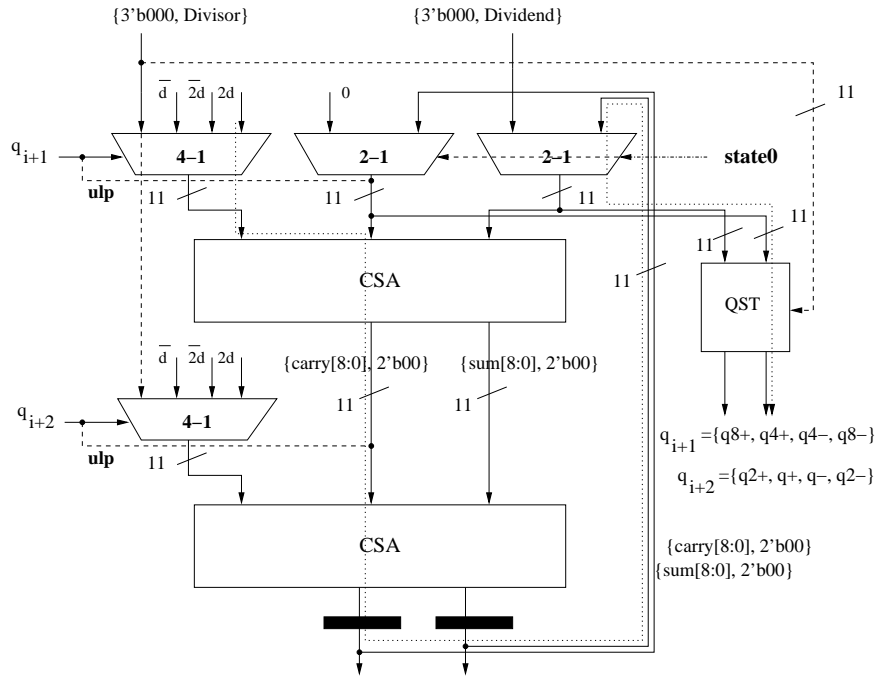 {3'b000, Divisor}
{3'b000, Dividend}
d 2d 2d
0
11
q i+1
4–1
2–1
2–1
state0
ulp
11
11
11
11
11
CSA
11
QST
d 2d 2d
{carry[8:0], 2'b00}
{sum[8:0], 2'b00}
11
11
q i+2
4–1
ulp
11
q i+1 ={q8+, q4+, q4–, q8–}
q i+2 ={q2+, q+, q–, q2–}
CSA
{carry[8:0], 2'b00}
{sum[8:0], 2'b00}